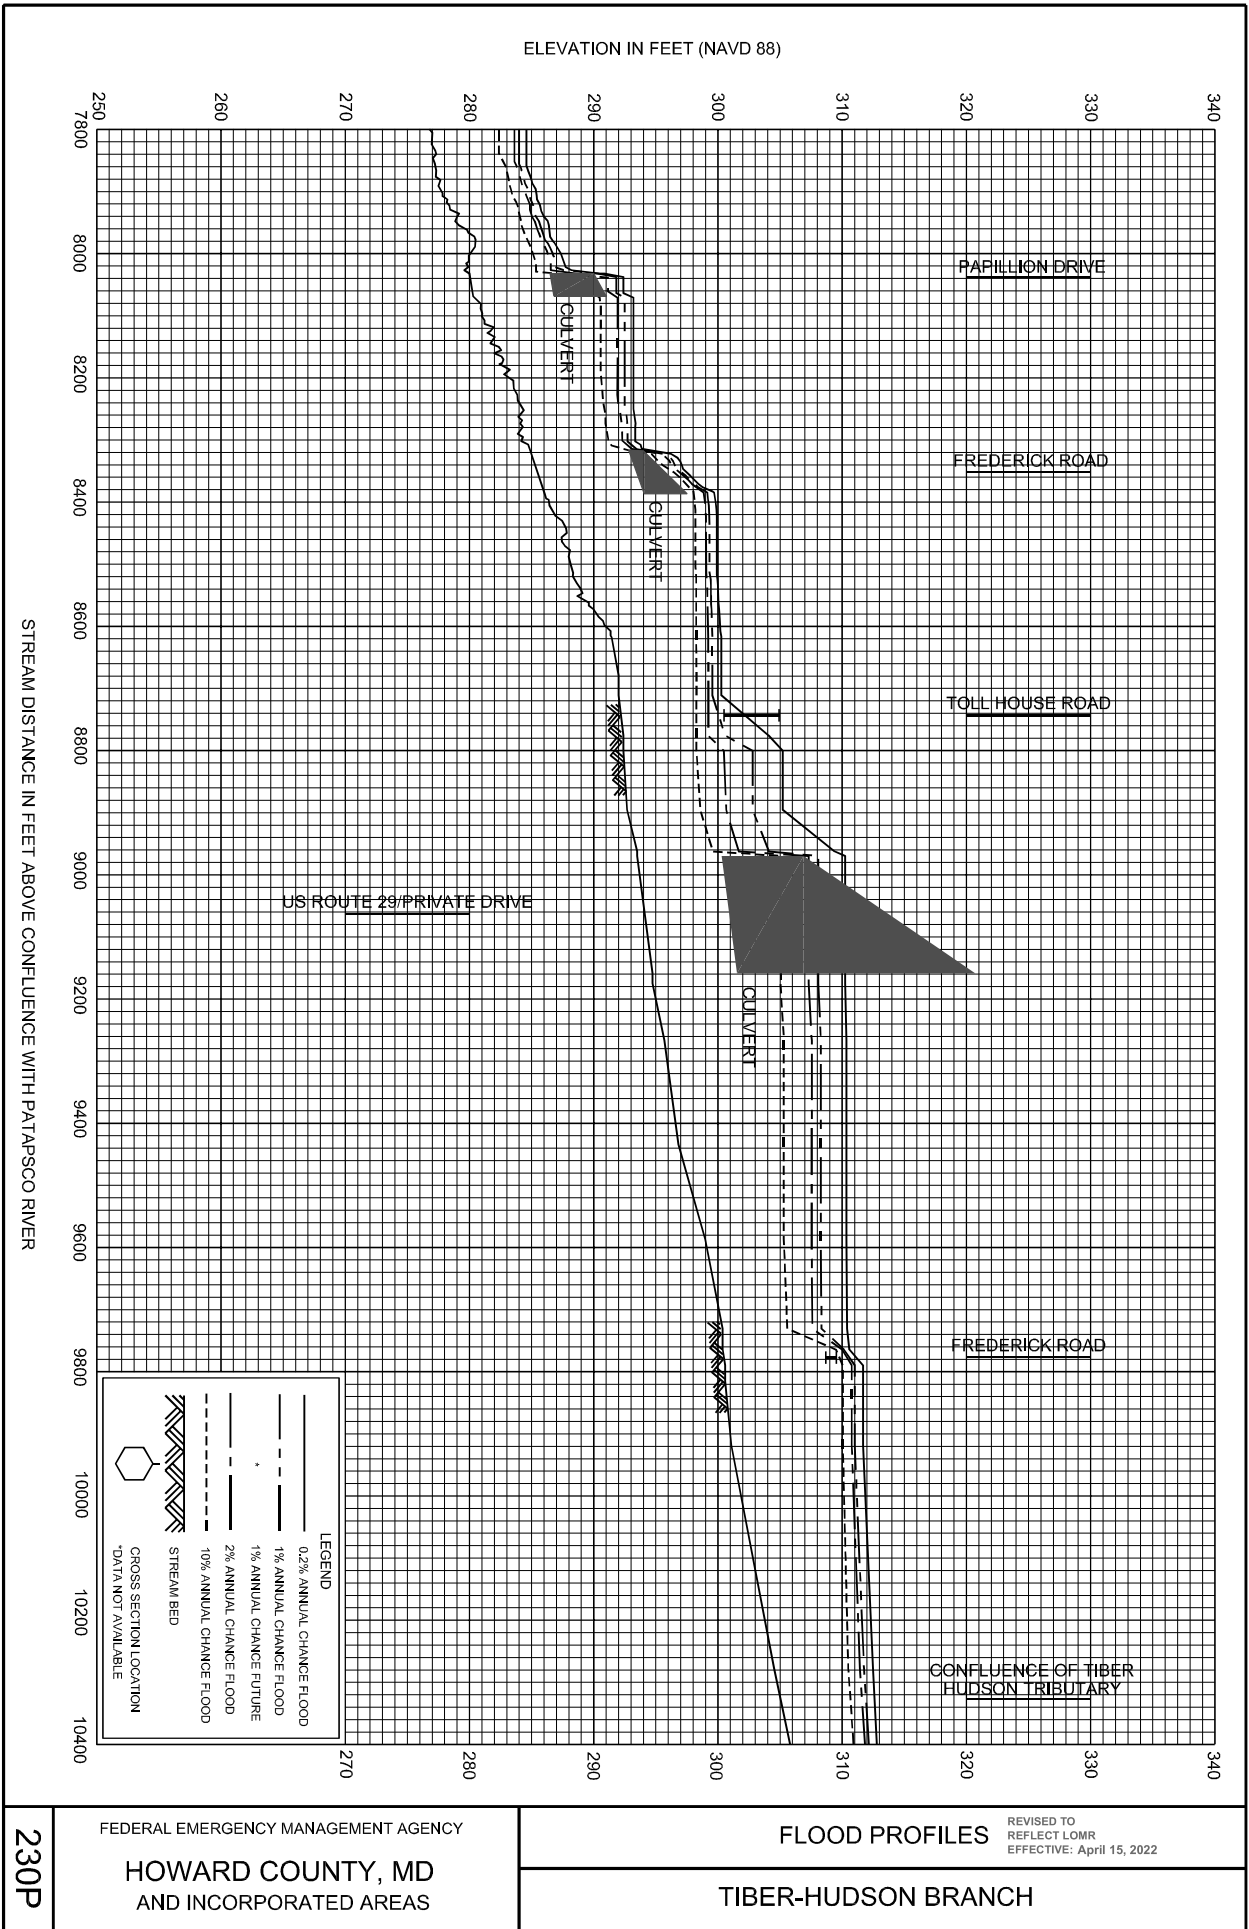 ELEVATION IN FEET (NAVD 88)
250
260
270
280
290
300
310
320
330
340
7800
8000
8200
8400
8600
8800
9000
9200
9400
9600
9800
10000
10200
10400
STREAM DISTANCE IN FEET ABOVE CONFLUENCE WITH PATAPSCO RIVER
PAPILLION DRIVE
CULVERT
FREDERICK ROAD
CULVERT
TOLL HOUSE ROAD
US ROUTE 29/PRIVATE DRIVE
CULVERT
FREDERICK ROAD
CONFLUENCE OF TIBER
HUDSON TRIBUTARY
LEGEND
0.2% ANNUAL CHANCE FLOOD
1% ANNUAL CHANCE FLOOD
* 1% ANNUAL CHANCE FUTURE
2% ANNUAL CHANCE FLOOD
10% ANNUAL CHANCE FLOOD
STREAM BED
CROSS SECTION LOCATION
*DATA NOT AVAILABLE
270
280
290
300
310
320
330
340
FEDERAL EMERGENCY MANAGEMENT AGENCY
HOWARD COUNTY, MD
AND INCORPORATED AREAS
FLOOD PROFILES
REVISED TO
REFLECT LOMR
EFFECTIVE: April 15, 2022
TIBER-HUDSON BRANCH
230P